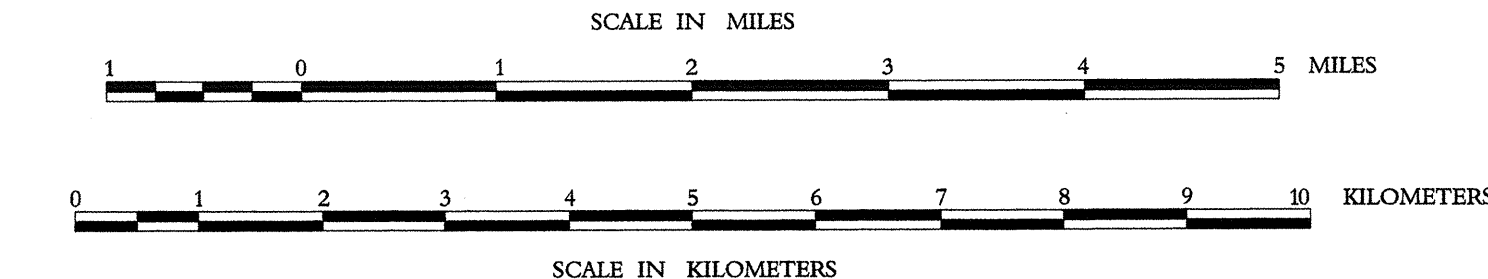 SCALE IN MILES
1 0 1 2 3 4 5 MILES
0 1 2 3 4 5 6 7 8 9 10 KILOMETERS
SCALE IN KILOMETERS